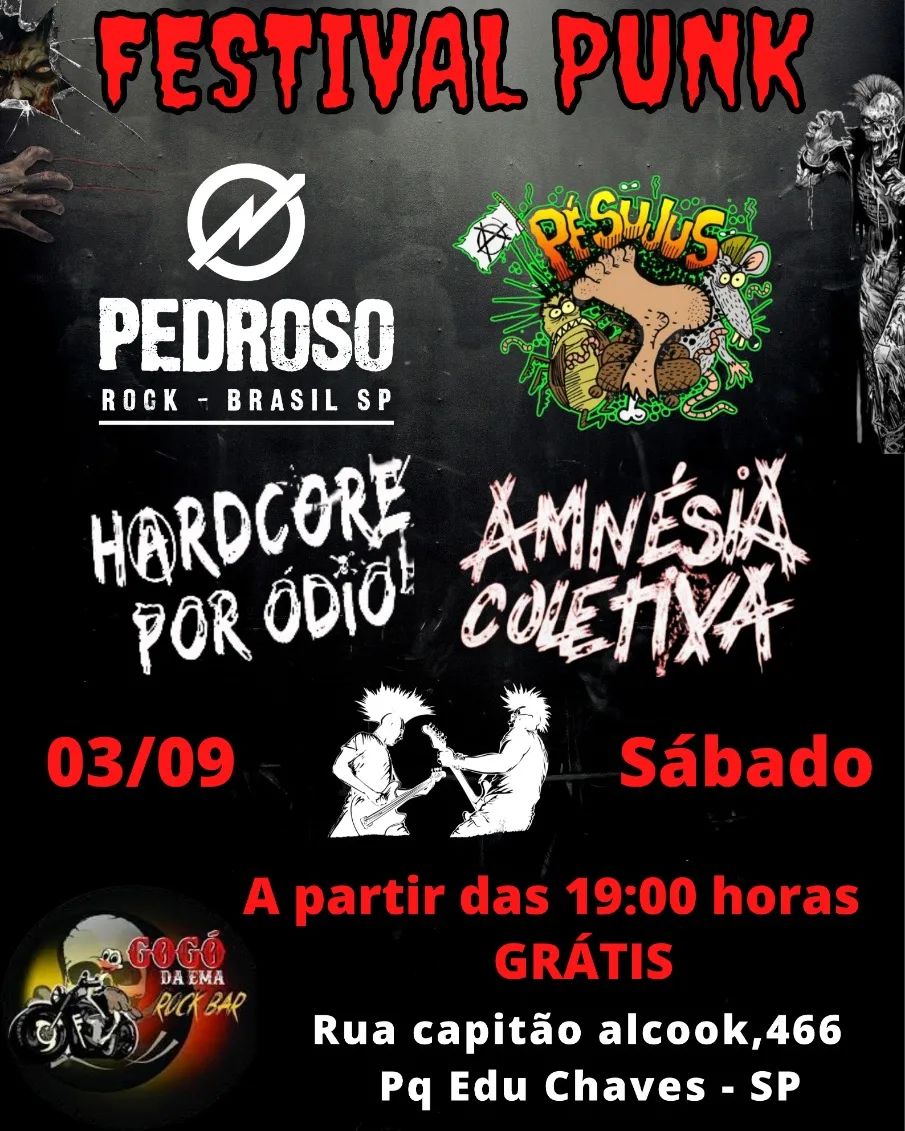 FESTIVAL PUNK
PEDROSO
ROCK - BRASIL SP
PÉSUJUS
HARDCORE
POR ÓDIO!
AMNÉSIA
COLETIVA
03/09
Sábado
A partir das 19:00 horas
GRÁTIS
GOGÓ
DA EMA
ROCK BAR
Rua capitão alcook,466
Pq Edu Chaves - SP